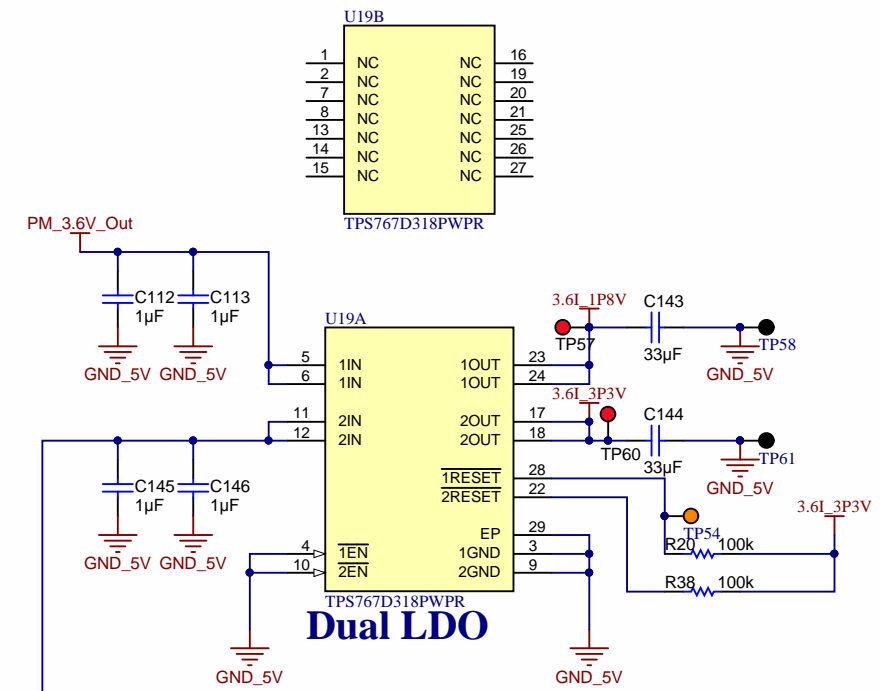 U19B
1 NC NC 16
2 NC NC 19
7 NC NC 20
8 NC NC 21
13 NC NC 25
14 NC NC 26
15 NC NC 27
TPS767D318PWPR
PM_3.6V_Out
C112 C113
1µF 1µF
GND_5V GND_5V
3.6I_1P8V C143
U19A
TP57 TP58
33µF
5 1IN 1OUT 23
GND_5V
6 1IN 1OUT 24
3.6I_3P3V
11 2IN 2OUT 17 C144
12 2IN 2OUT 18
TP60 TP61
33µF
1RESET 28
GND_5V
C145 C146
1µF 1µF
2RESET 22
3.6I_3P3V
EP 29 TP54
GND_5V GND_5V
4 1EN 1GND 3 R20 100k
10 2EN 2GND 9 R38 100k
TPS767D318PWPR
Dual LDO
GND_5V GND_5V